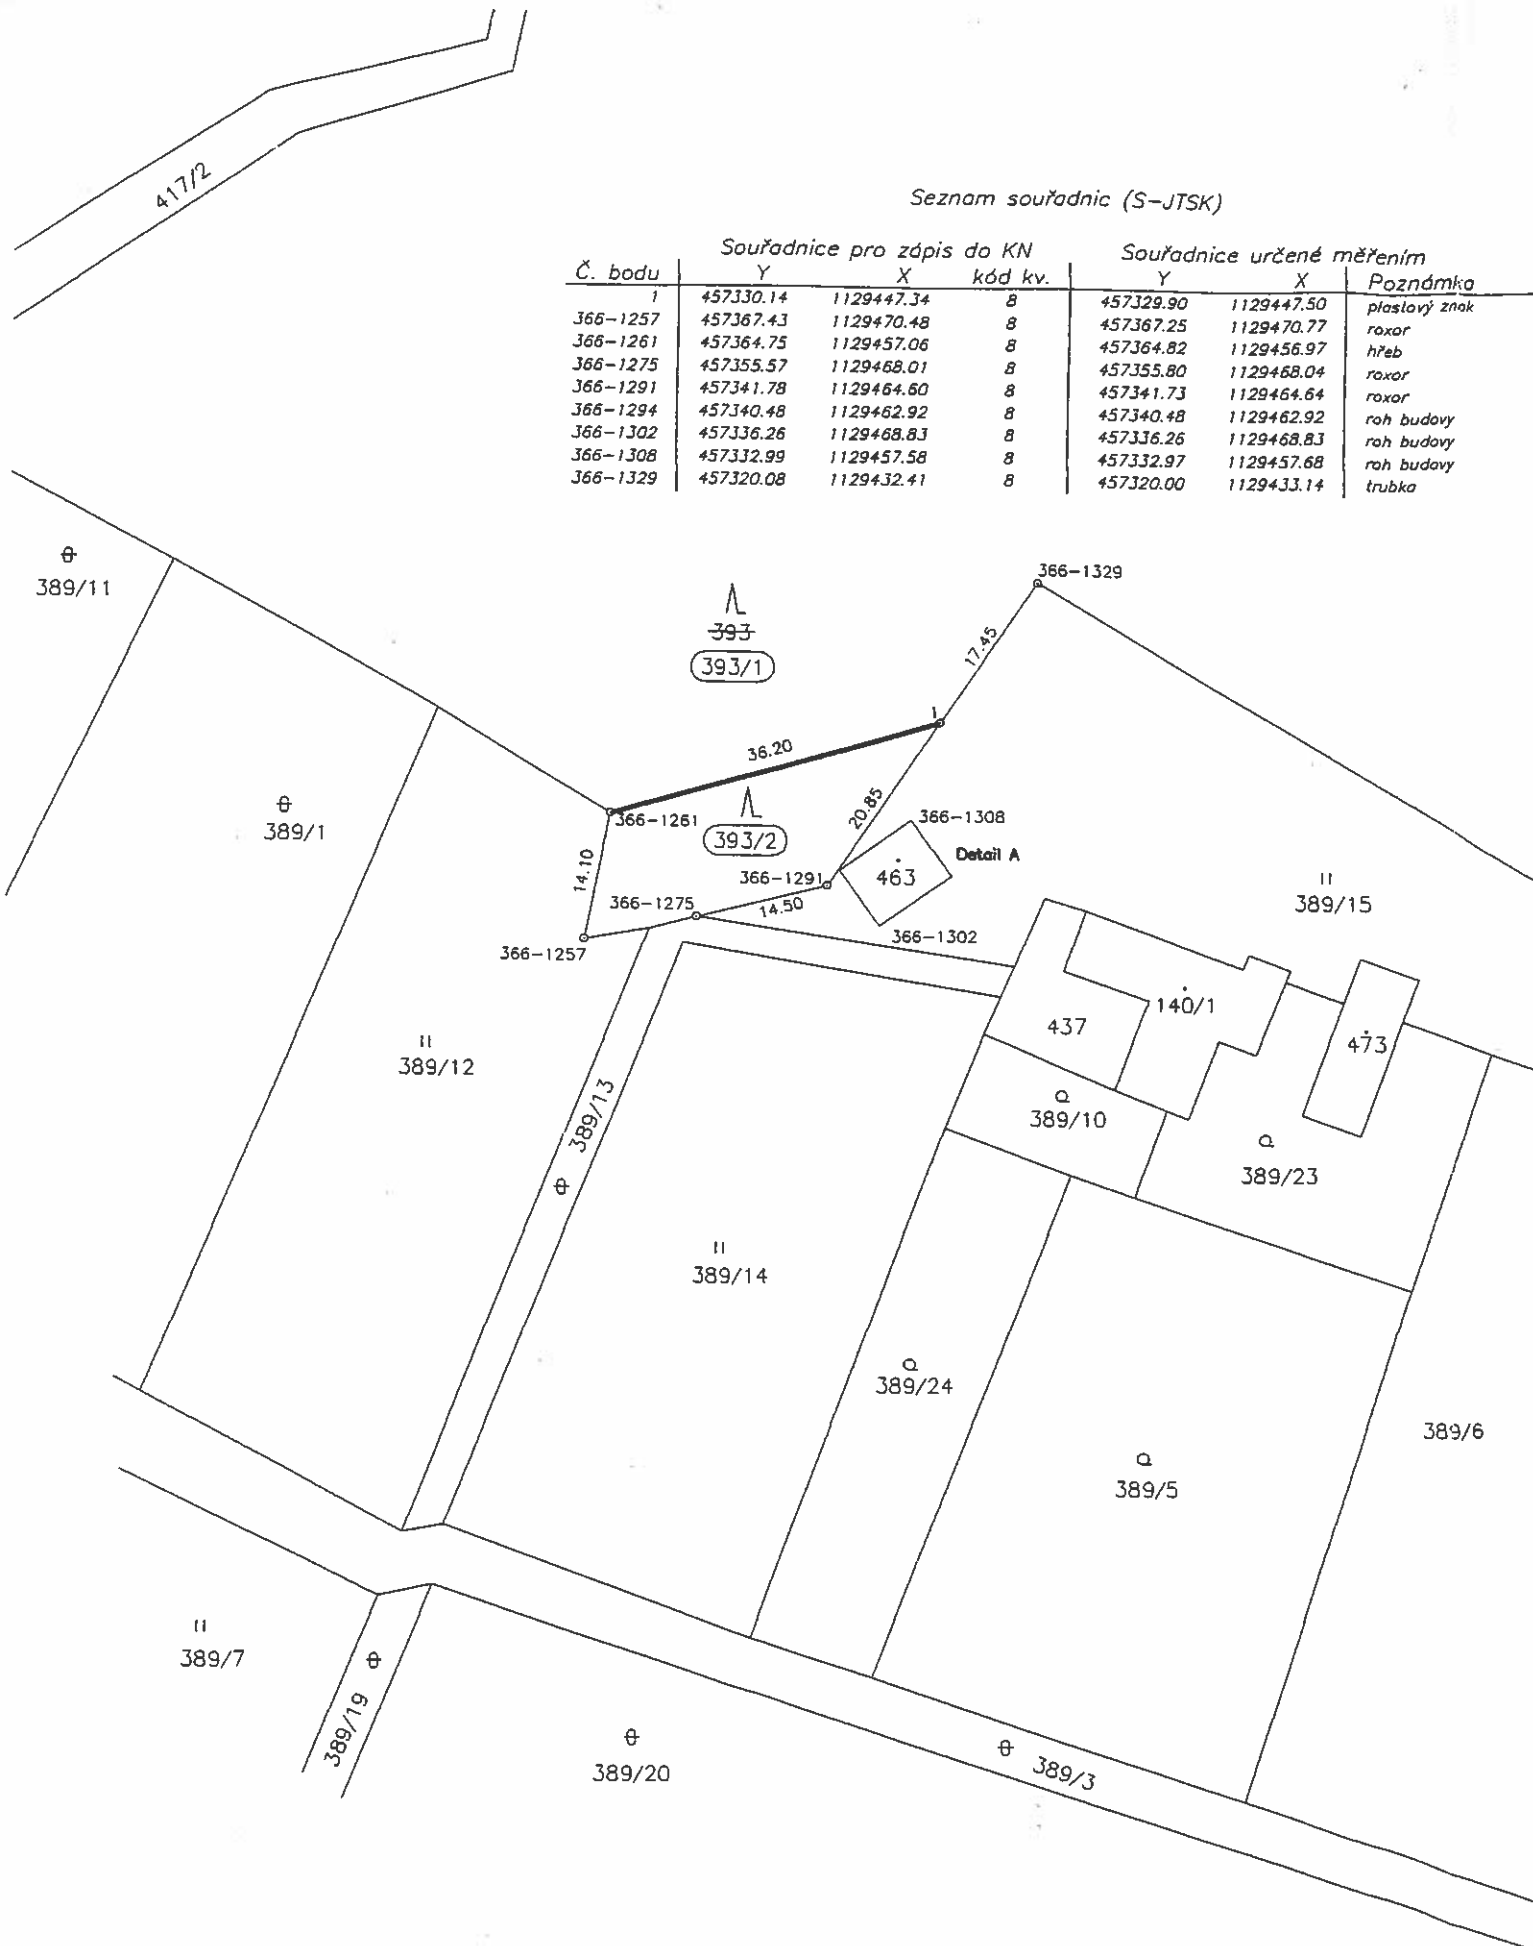 417/2
Seznam souřadnic (S-JTSK)
Souřadnice pro zápis do KN Souřadnice určené měřením
Č. bodu Y X kód kv. Y X Poznámka
1 457330.14 1129447.34 8 457329.90 1129447.50 plastový znak
366-1257 457367.43 1129470.48 8 457367.25 1129470.77 roxor
366-1261 457364.75 1129457.06 8 457364.82 1129456.97 hřeb
366-1275 457355.57 1129468.01 8 457355.80 1129468.04 roxor
366-1291 457341.78 1129464.60 8 457341.73 1129464.64 roxor
366-1294 457340.48 1129462.92 8 457340.48 1129462.92 roh budovy
366-1302 457336.26 1129468.83 8 457336.26 1129468.83 roh budovy
366-1308 457332.99 1129457.58 8 457332.97 1129457.68 roh budovy
366-1329 457320.08 1129432.41 8 457320.00 1129433.14 trubka
389/11
366-1329
393
393/1
17.45
1
36.20
389/1
366-1261
393/2
20.85
366-1308
Detail A
14.10
366-1291
463
366-1275
14.50
389/15
366-1257
366-1302
140/1
437
473
389/12
389/13
389/10
389/23
389/14
389/24
389/6
389/5
389/7
389/19
389/20
389/3